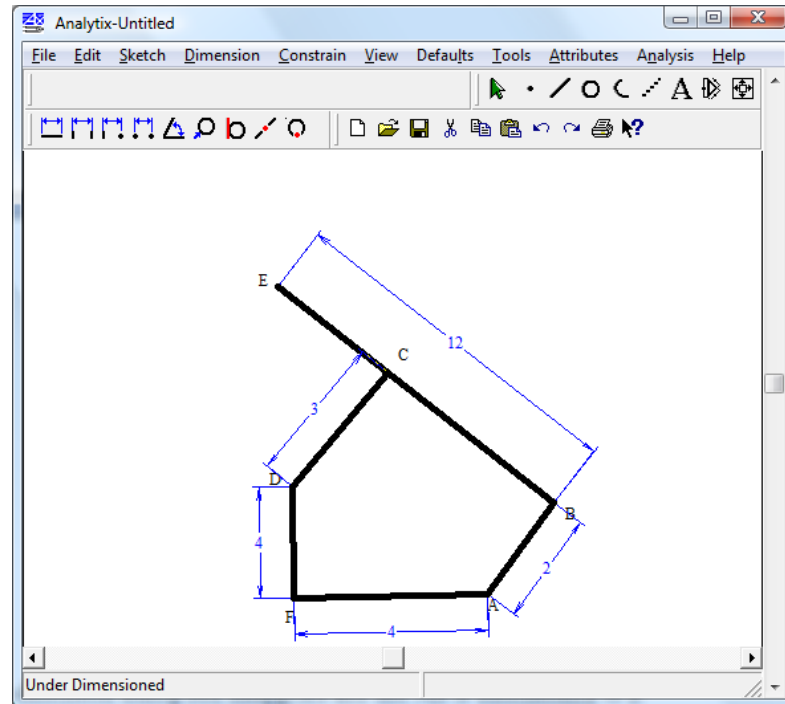 Analytix-Untitled
File Edit Sketch Dimension Constrain View Defaults Tools Attributes Analysis Help
A
E
C
12
3
D
B
4
2
A
F
4
Under Dimensioned